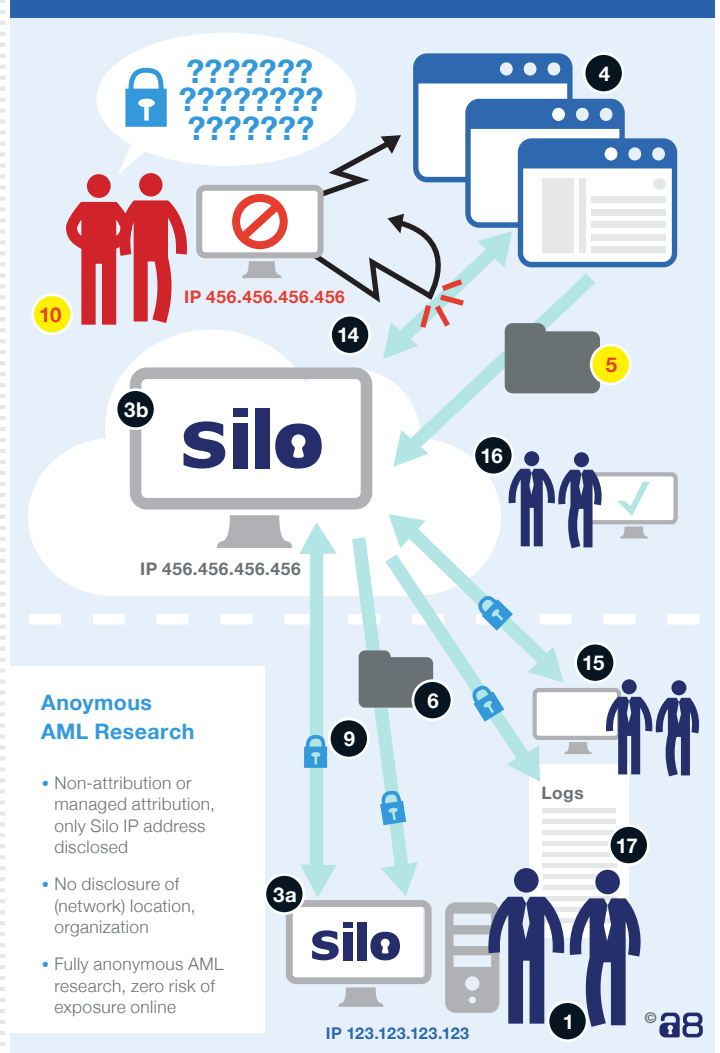 ???????
????????
???????
4
IP 456.456.456.456
10
14
5
3b
silo
16
IP 456.456.456.456
15
Anoymous
AML Research
6
9
• Non-attribution or
managed attribution,
only Silo IP address
disclosed
• No disclosure of
(network) location,
organization
• Fully anonymous AML
research, zero risk of
exposure online
Logs
17
3a
silo
1
IP 123.123.123.123
© a8